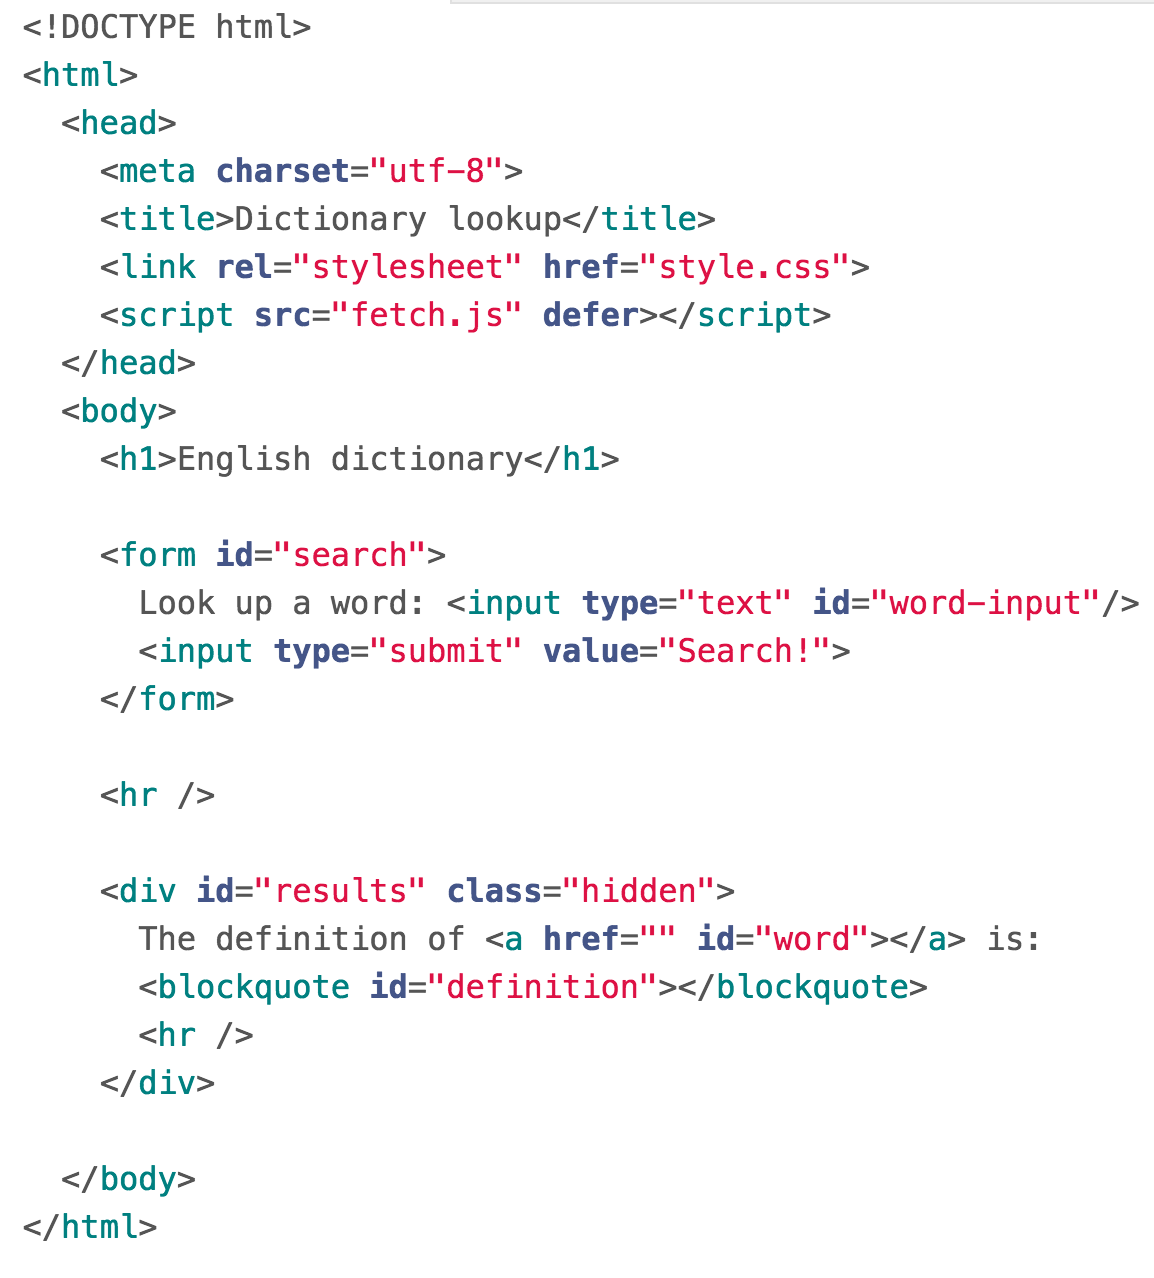 <!DOCTYPE html>
<html>
  <head>
    <meta charset="utf-8">
    <title>Dictionary lookup</title>
    <link rel="stylesheet" href="style.css">
    <script src="fetch.js" defer></script>
  </head>
  <body>
    <h1>English dictionary</h1>

    <form id="search">
      Look up a word: <input type="text" id="word-input"/>
      <input type="submit" value="Search!">
    </form>

    <hr />

    <div id="results" class="hidden">
      The definition of <a href="" id="word"></a> is:
      <blockquote id="definition"></blockquote>
      <hr />
    </div>

  </body>
</html>